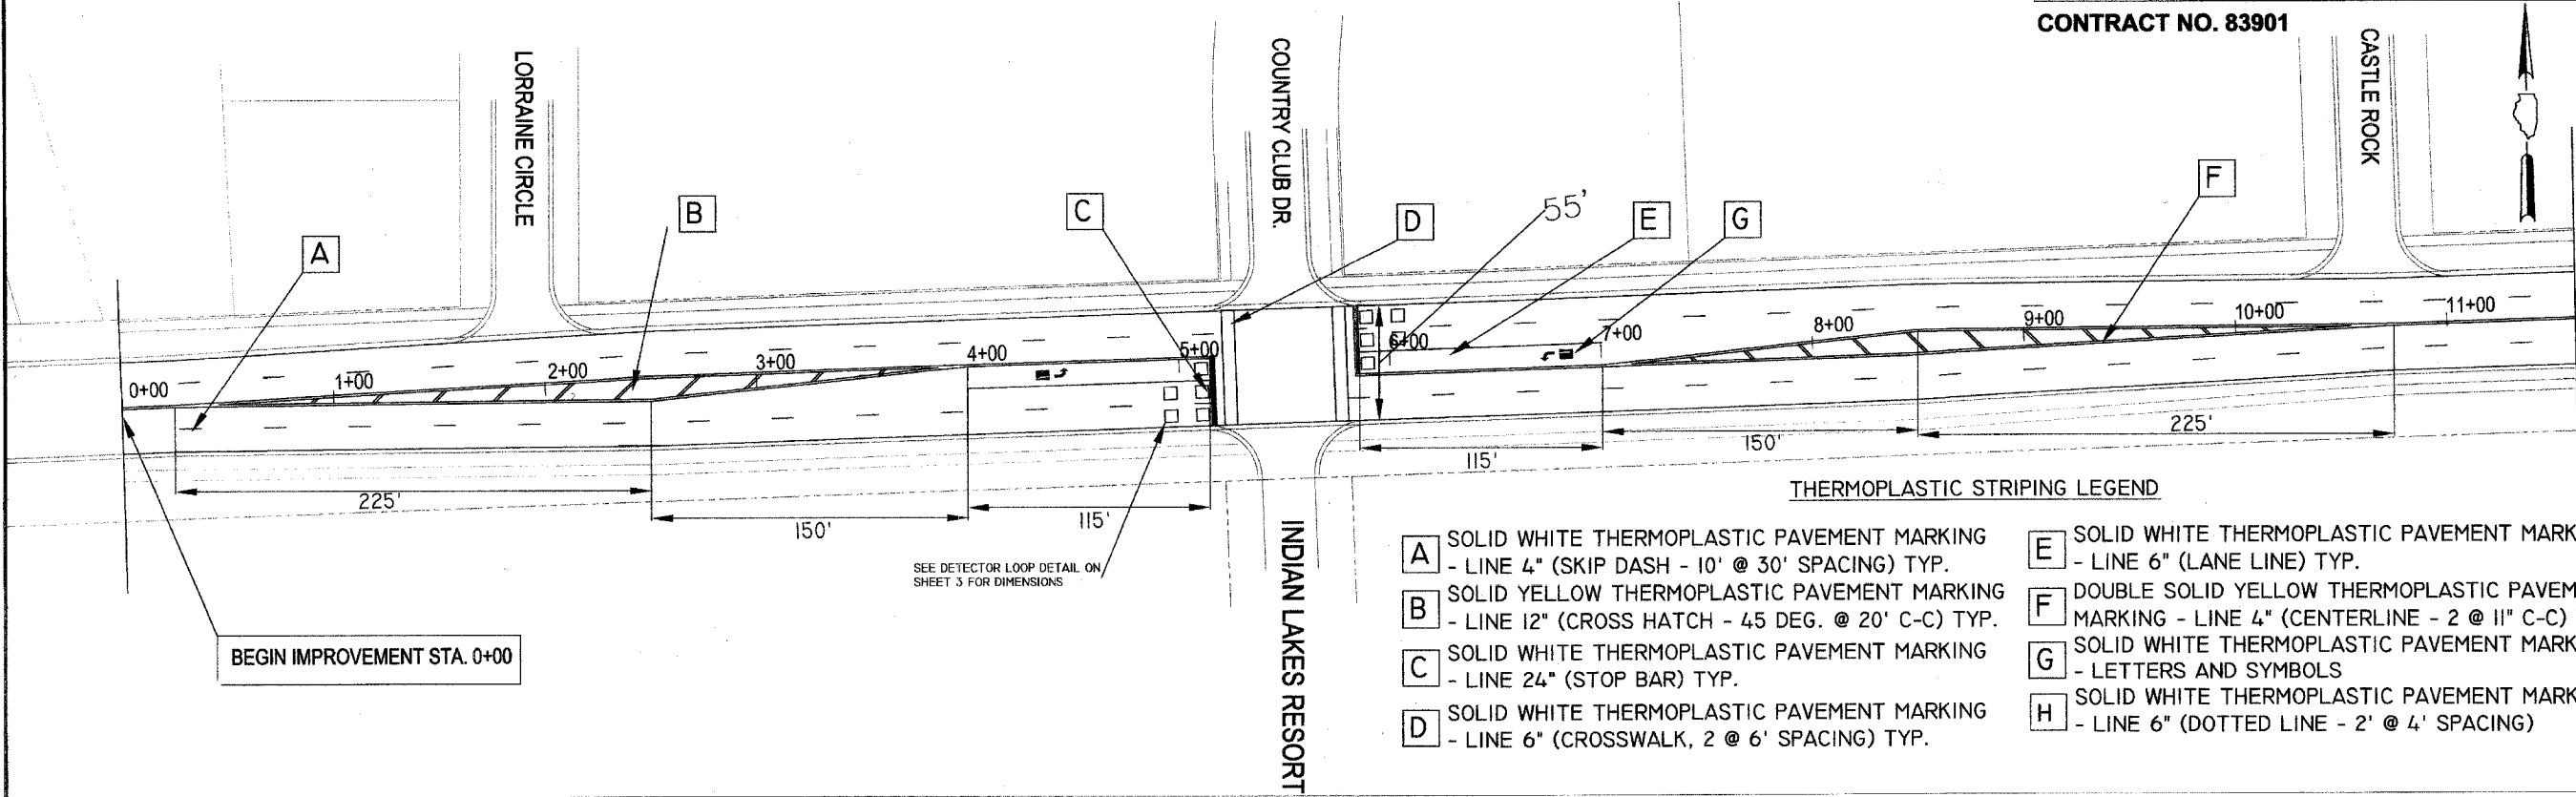 CONTRACT NO. 83901
LORRAINE CIRCLE
COUNTRY CLUB DR.
CASTLE ROCK
A
B
C
D
55'
E
G
F
0+00
1+00
2+00
3+00
4+00
5+00
6+00
7+00
8+00
9+00
10+00
11+00
225'
150'
115'
115'
150'
225'
SEE DETECTOR LOOP DETAIL ON
SHEET 3 FOR DIMENSIONS
INDIAN LAKES RESORT
BEGIN IMPROVEMENT STA. 0+00
THERMOPLASTIC STRIPING LEGEND
A SOLID WHITE THERMOPLASTIC PAVEMENT MARKING
- LINE 4" (SKIP DASH - 10' @ 30' SPACING) TYP.
B SOLID YELLOW THERMOPLASTIC PAVEMENT MARKING
- LINE 12" (CROSS HATCH - 45 DEG. @ 20' C-C) TYP.
C SOLID WHITE THERMOPLASTIC PAVEMENT MARKING
- LINE 24" (STOP BAR) TYP.
D SOLID WHITE THERMOPLASTIC PAVEMENT MARKING
- LINE 6" (CROSSWALK, 2 @ 6' SPACING) TYP.
E SOLID WHITE THERMOPLASTIC PAVEMENT MARK
- LINE 6" (LANE LINE) TYP.
F DOUBLE SOLID YELLOW THERMOPLASTIC PAVEM
MARKING - LINE 4" (CENTERLINE - 2 @ 11" C-C)
G SOLID WHITE THERMOPLASTIC PAVEMENT MARK
- LETTERS AND SYMBOLS
H SOLID WHITE THERMOPLASTIC PAVEMENT MARK
- LINE 6" (DOTTED LINE - 2' @ 4' SPACING)